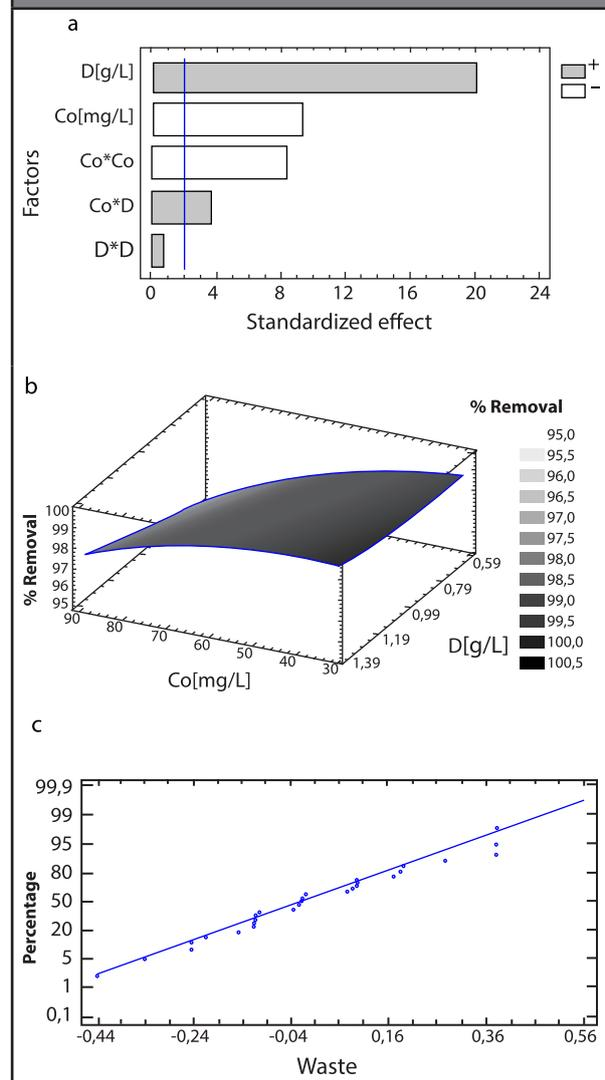 a
D[g/L]
Co[mg/L]
Co*Co
Co*D
D*D
Factors
+
−
0 4 8 12 16 20 24
Standardized effect
b
% Removal
95,0
95,5
96,0
96,5
97,0
97,5
98,0
98,5
99,0
99,5
100,0
100,5
% Removal
100
99
98
97
96
95
90 80 70 60 50 40 30
Co[mg/L]
0,59
0,79
0,99
1,19
1,39
D[g/L]
c
99,9
99
95
80
50
20
5
1
0,1
Percentage
-0,44 -0,24 -0,04 0,16 0,36 0,56
Waste